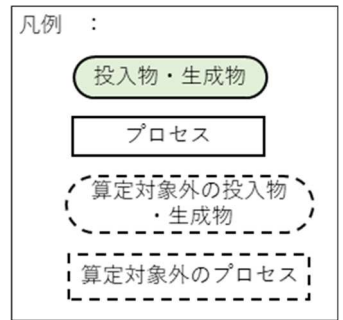 凡例　：
投入物・生成物
プロセス
算定対象外の投入物
・生成物
算定対象外のプロセス